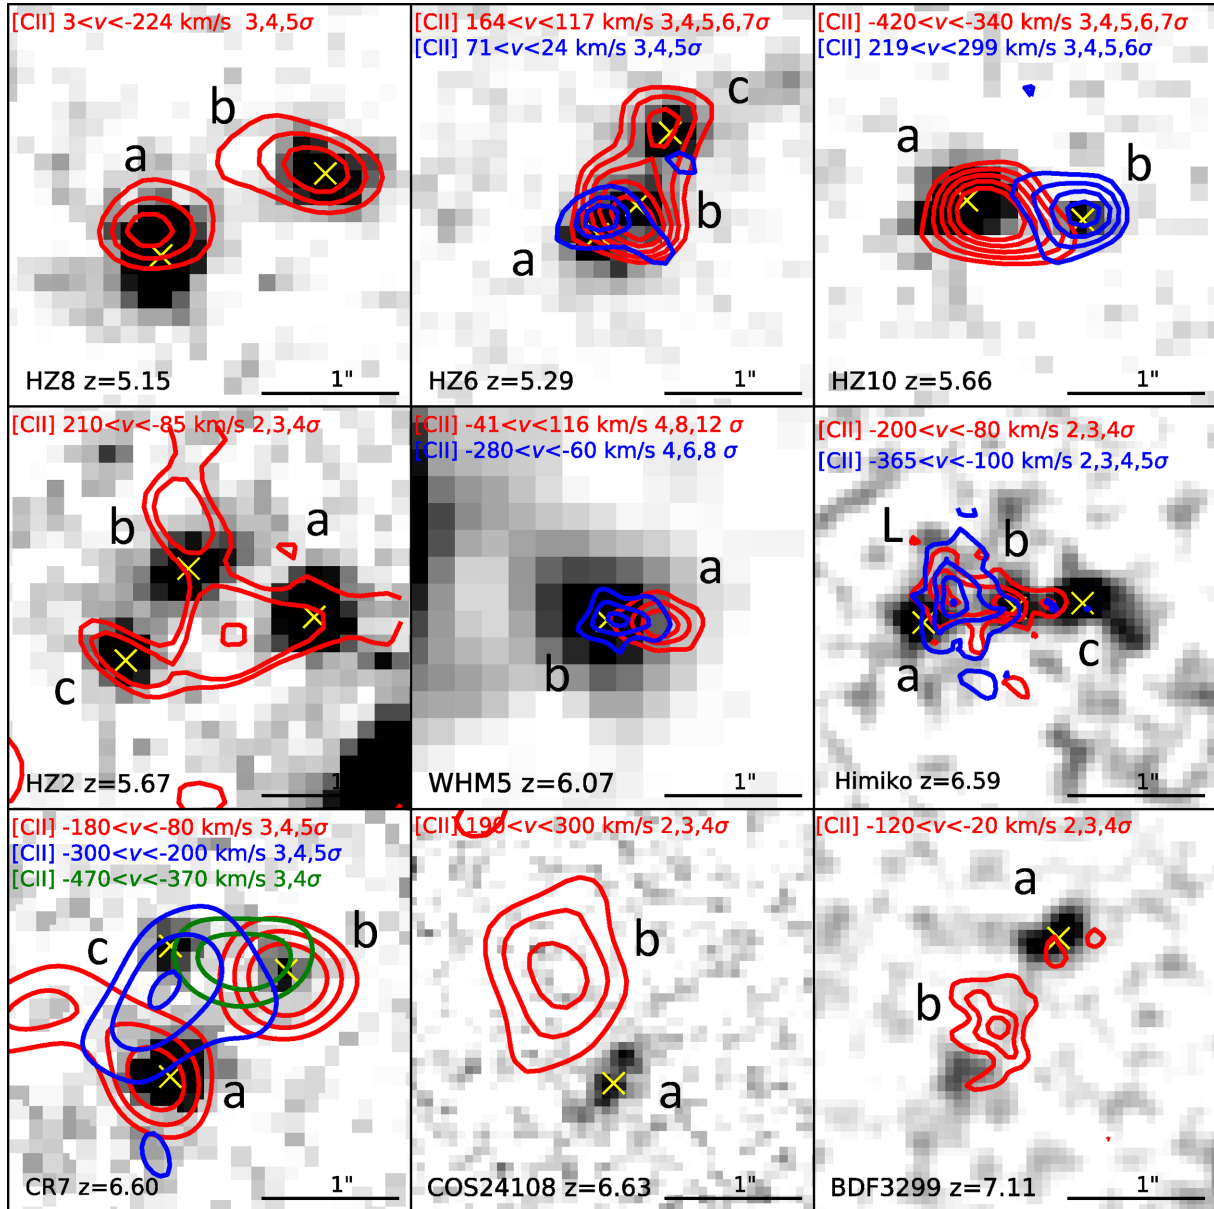 [CII] 3<v<-224 km/s 3,4,5σ
b
a
HZ8 z=5.15
1"
[CII] 164<v<117 km/s 3,4,5,6,7σ
[CII] 71<v<24 km/s 3,4,5σ
c
b
a
HZ6 z=5.29
1"
[CII] -420<v<-340 km/s 3,4,5,6,7σ
[CII] 219<v<299 km/s 3,4,5,6σ
a
b
HZ10 z=5.66
1"
[CII] 210<v<-85 km/s 2,3,4σ
b
a
c
HZ2 z=5.67
1
[CII] -41<v<116 km/s 4,8,12 σ
[CII] -280<v<-60 km/s 4,6,8 σ
a
b
WHM5 z=6.07
1"
[CII] -200<v<-80 km/s 2,3,4σ
[CII] -365<v<-100 km/s 2,3,4,5σ
L
b
a
c
Himiko z=6.59
1"
[CII] -180<v<-80 km/s 3,4,5σ
[CII] -300<v<-200 km/s 3,4,5σ
[CII] -470<v<-370 km/s 3,4σ
b
c
a
CR7 z=6.60
1"
[CII] 190<v<300 km/s 2,3,4σ
b
a
COS24108 z=6.63
1"
[CII] -120<v<-20 km/s 2,3,4σ
a
b
BDF3299 z=7.11
1"